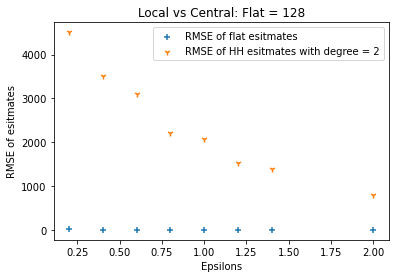 Local vs Central: Flat = 128
RMSE of flat esitmates
RMSE of HH esitmates with degree = 2
RMSE of esitmates
4000
3000
2000
1000
0
0.25 0.50 0.75 1.00 1.25 1.50 1.75 2.00
Epsilons